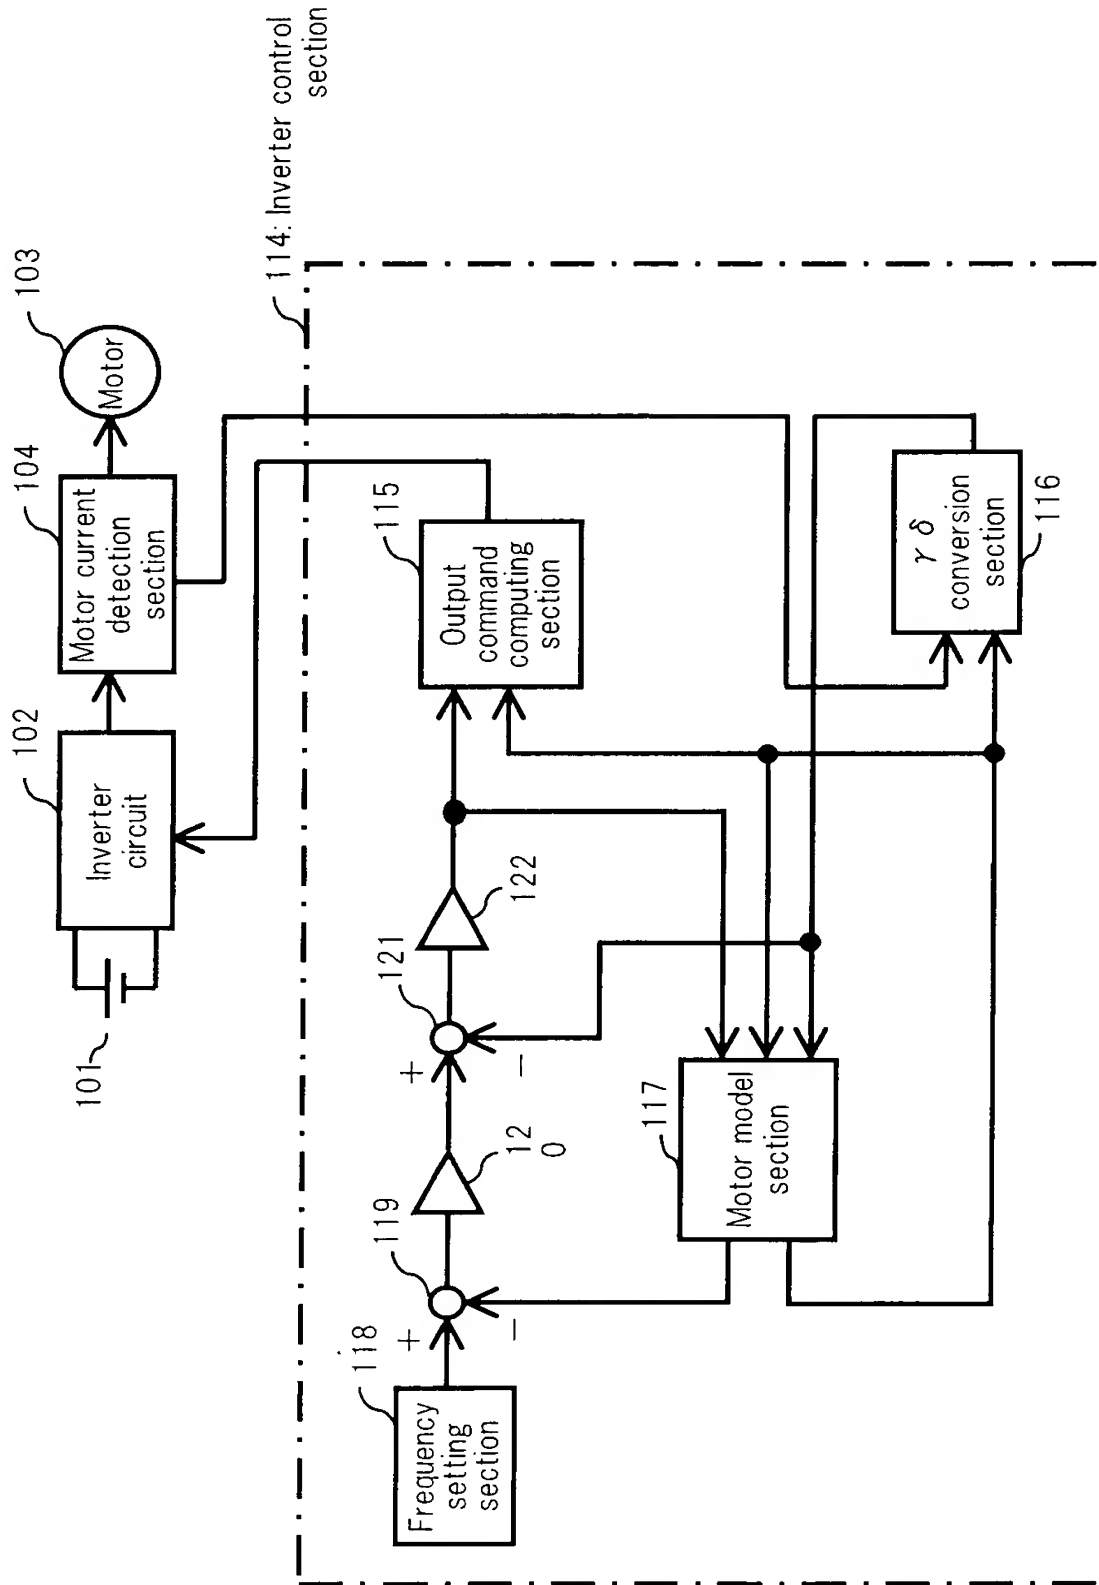 101
102
Inverter
circuit
104
Motor current
detection
section
103
Motor
114: Inverter control
section
118
Frequency
setting
section
119
+
−
12
0
121
+
−
122
115
Output
command
computing
section
117
Motor model
section
γ δ
conversion
section
116